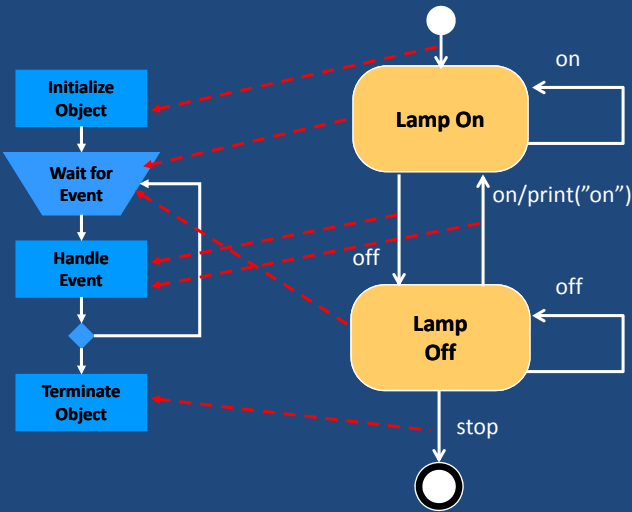 Initialize
Object
Wait for
Event
Handle
Event
Terminate
Object
Lamp On
on
on/print(”on”)
off
Lamp
Off
off
stop